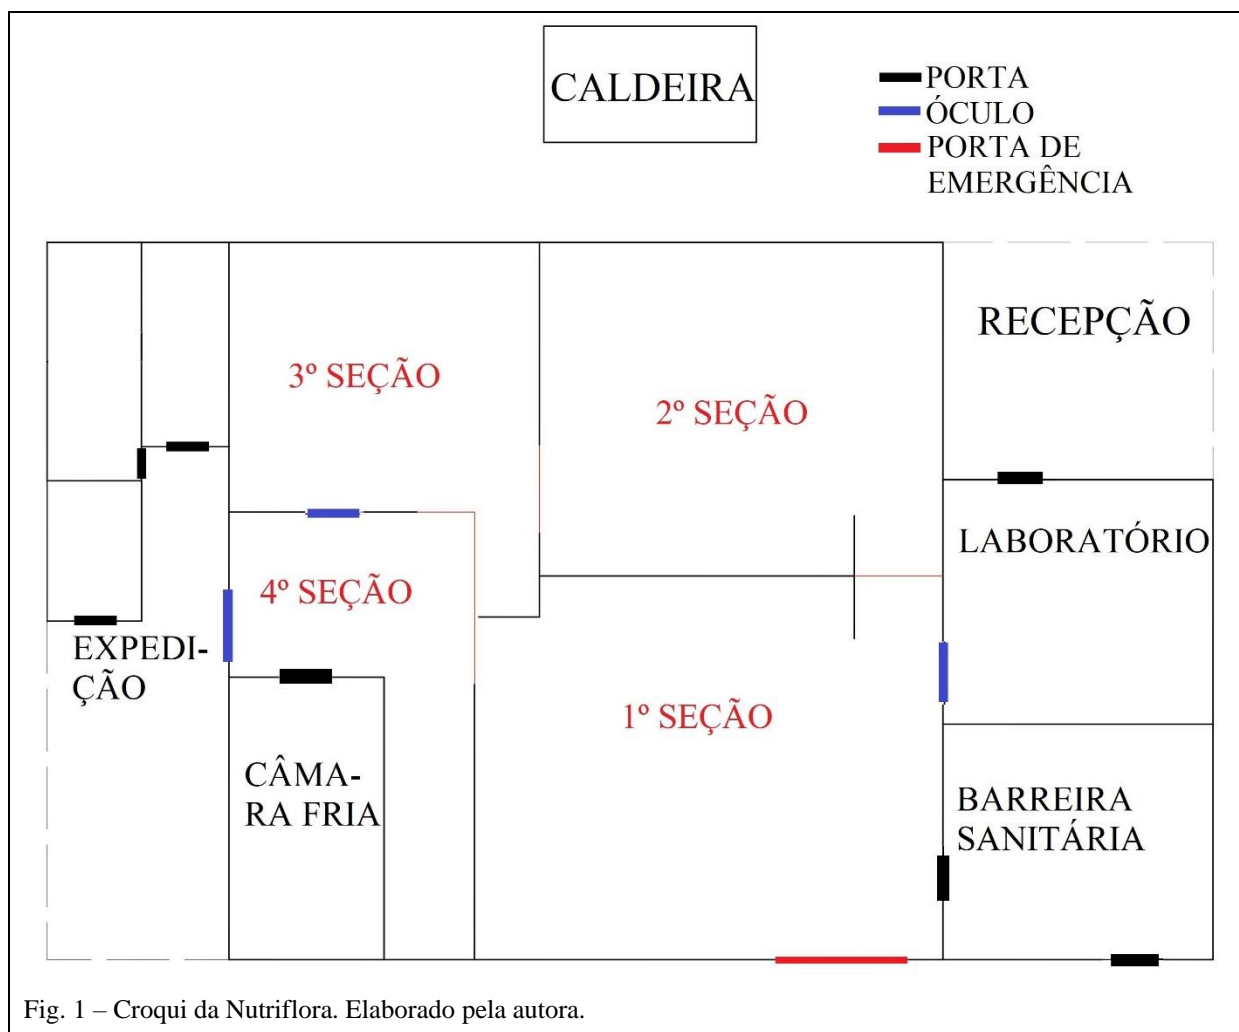 CALDEIRA
PORTA
ÓCULO
PORTA DE
EMERGÊNCIA
RECEPÇÃO
3º SEÇÃO
2º SEÇÃO
LABORATÓRIO
4º SEÇÃO
EXPEDI-
ÇÃO
1º SEÇÃO
CÂMA-
RA FRIA
BARREIRA
SANITÁRIA
Fig. 1 – Croqui da Nutriflora. Elaborado pela autora.